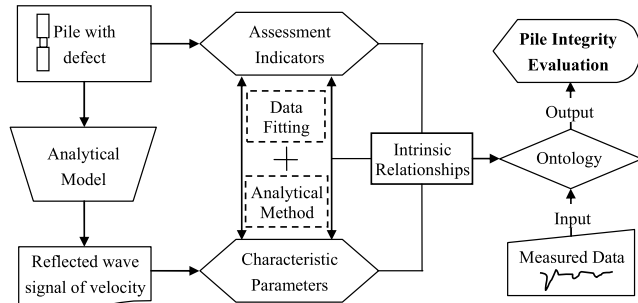 Pile with
defect
Assessment
Indicators
Pile Integrity
Evaluation
Data
Fitting
Output
Analytical
Model
Intrinsic
Relationships
Ontology
Analytical
Method
Input
Reflected wave
signal of velocity
Characteristic
Parameters
Measured Data